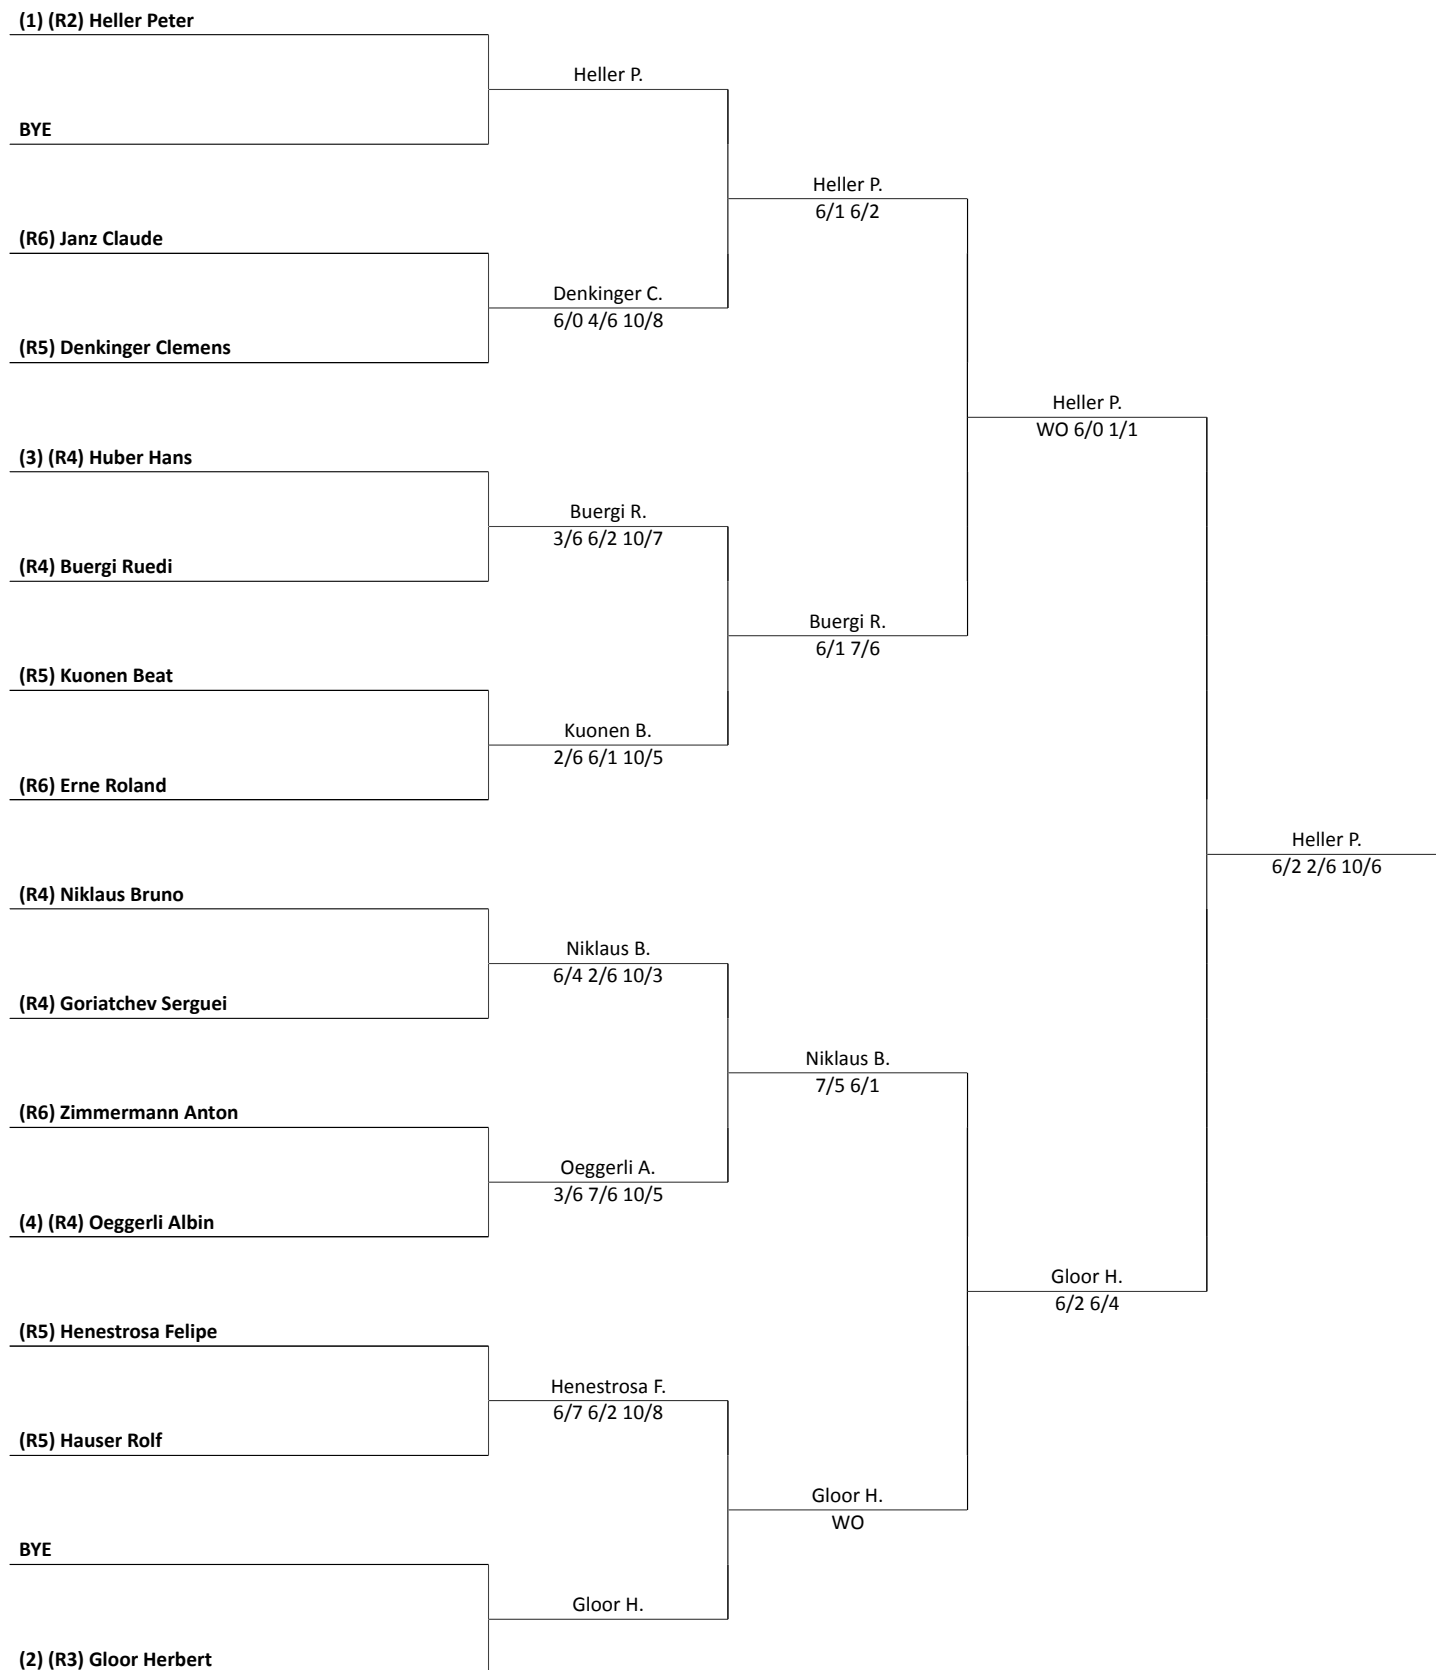 (1) (R2) Heller Peter
Heller P.
BYE
Heller P.
6/1 6/2
(R6) Janz Claude
Denkinger C.
6/0 4/6 10/8
(R5) Denkinger Clemens
Heller P.
WO 6/0 1/1
(3) (R4) Huber Hans
Buergi R.
3/6 6/2 10/7
(R4) Buergi Ruedi
Buergi R.
6/1 7/6
(R5) Kuonen Beat
Kuonen B.
2/6 6/1 10/5
(R6) Erne Roland
Heller P.
6/2 2/6 10/6
(R4) Niklaus Bruno
Niklaus B.
6/4 2/6 10/3
(R4) Goriatchev Serguei
Niklaus B.
7/5 6/1
(R6) Zimmermann Anton
Oeggerli A.
3/6 7/6 10/5
(4) (R4) Oeggerli Albin
Gloor H.
6/2 6/4
(R5) Henestrosa Felipe
Henestrosa F.
6/7 6/2 10/8
(R5) Hauser Rolf
Gloor H.
WO
BYE
Gloor H.
(2) (R3) Gloor Herbert